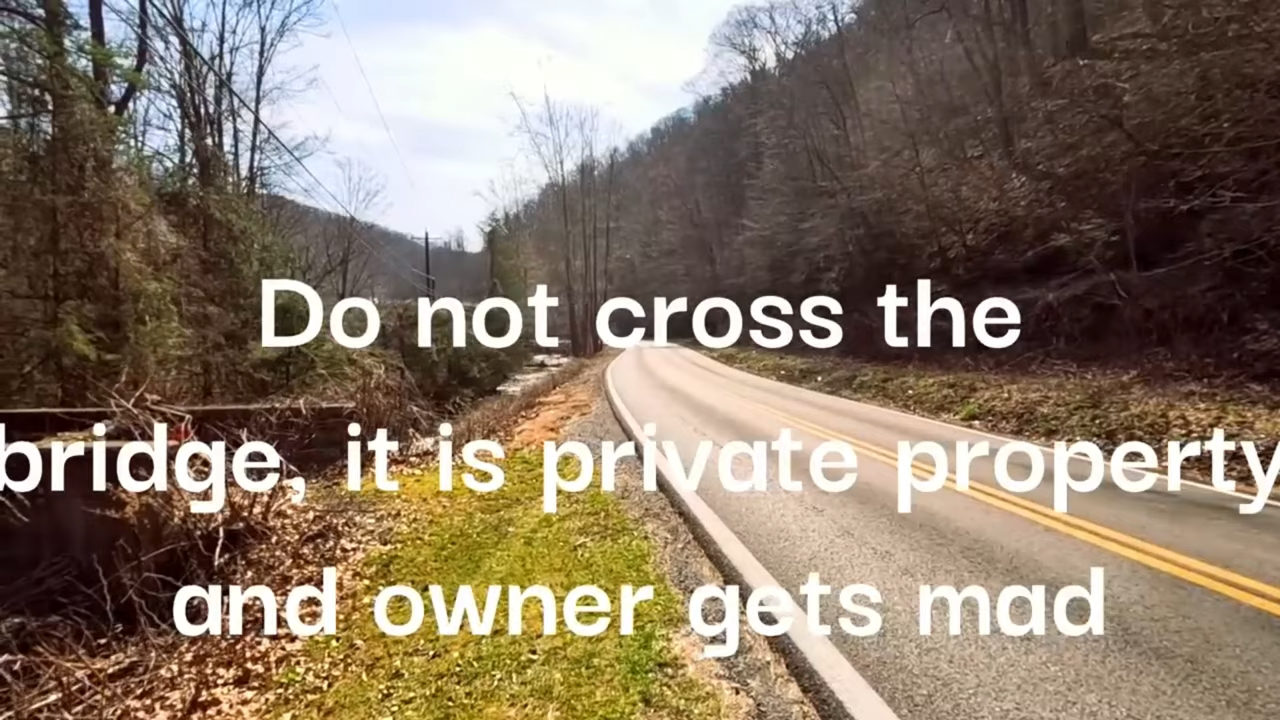 Do not cross the
bridge, it is private property
and owner gets mad